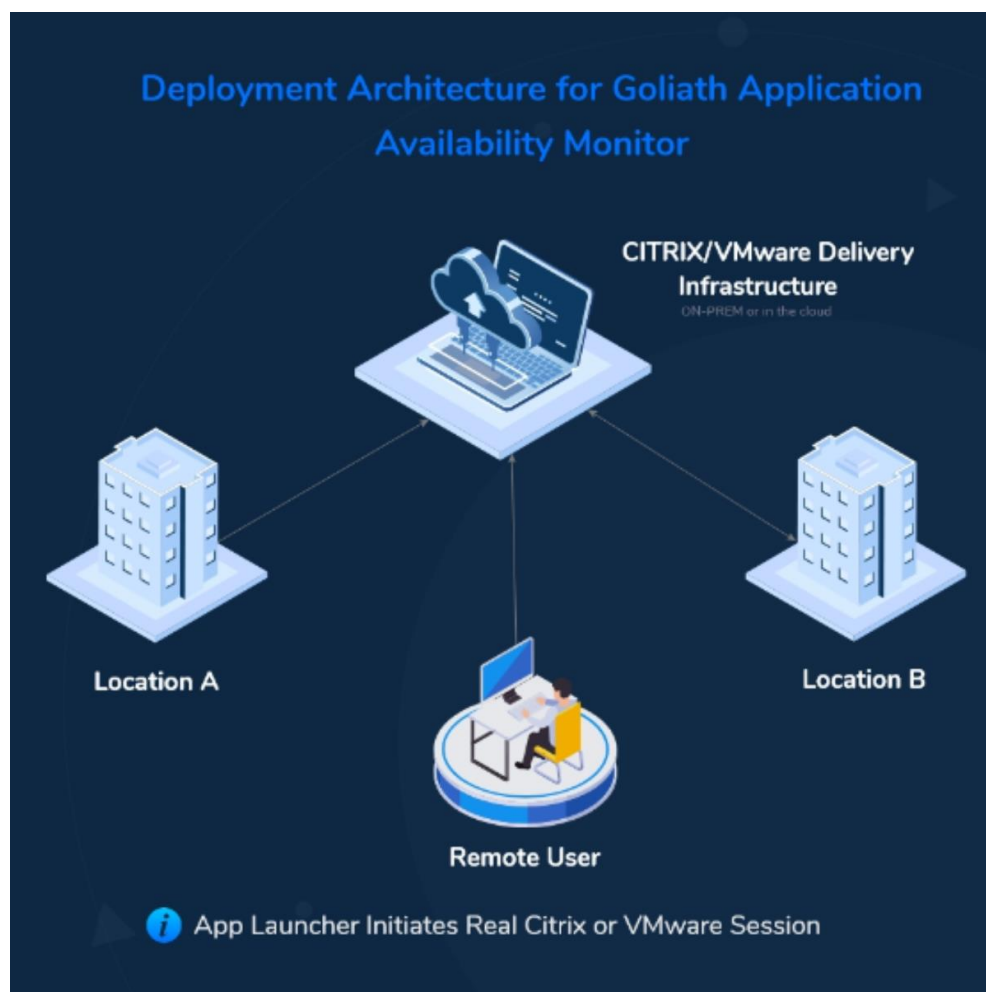 Deployment Architecture for Goliath Application
Availability Monitor
CITRIX/VMware Delivery
Infrastructure
ON-PREM or in the cloud
Location A
Location B
Remote User
i App Launcher Initiates Real Citrix or VMware Session